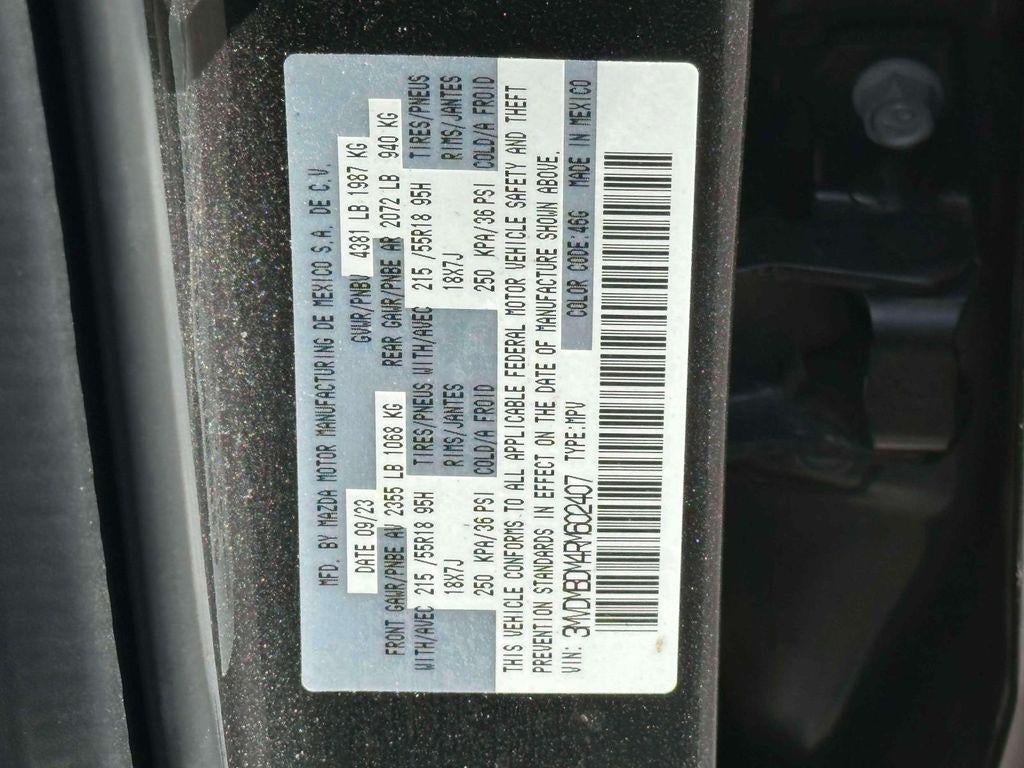 MFD. BY MAZDA MOTOR MANUFACTURING DE MEXICO S.A. DE C.V.
DATE 09/23 GVWR/PNBV 4381 LB 1987 KG
FRONT GAWR/PNBE AV 2355 LB 1068 KG REAR GAWR/PNBE AR 2072 LB 940 KG
WITH/AVEC 215 /55R18 95H TIRES/PNEUS WITH/AVEC 215 /55R18 95H TIRES/PNEUS
18X7J RIMS/JANTES 18X7J RIMS/JANTES
250 KPA/36 PSI COLD/A FROID 250 KPA/36 PSI COLD/A FROID
THIS VEHICLE CONFORMS TO ALL APPLICABLE FEDERAL MOTOR VEHICLE SAFETY AND THEFT
PREVENTION STANDARDS IN EFFECT ON THE DATE OF MANUFACTURE SHOWN ABOVE.
VIN: 3MVDMBDM4RM602407 TYPE:MPV COLOR CODE:46G MADE IN MEXICO